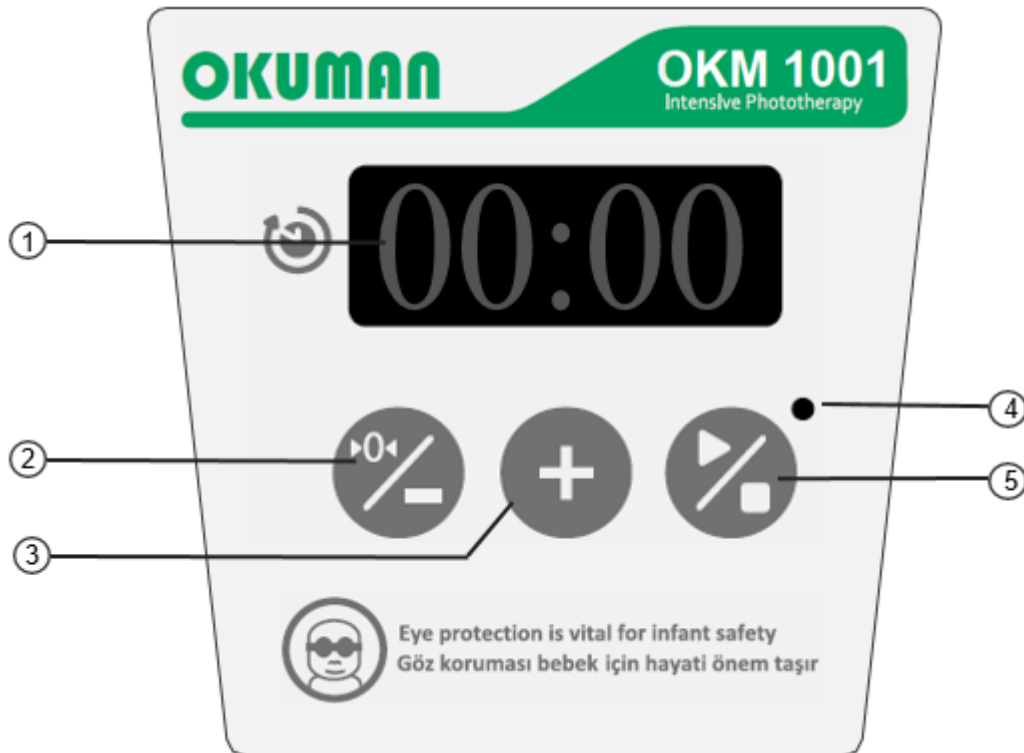 OKUMAN
OKM 1001
Intensive Phototherapy
00:00
1
2
0
3
4
5
Eye protection is vital for infant safety
Göz koruması bebek için hayati önem taşır